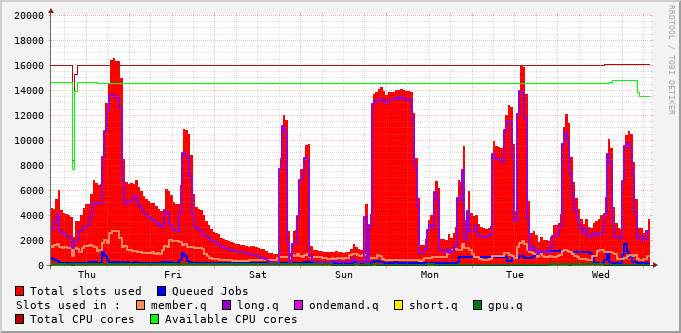 20000
18000
16000
14000
12000
10000
8000
6000
4000
2000
0
Thu Fri Sat Sun Mon Tue Wed
RRDTOOL / TOBI OETIKER
Total slots used Queued Jobs
Slots used in : member.q long.q ondemand.q short.q gpu.q
Total CPU cores Available CPU cores